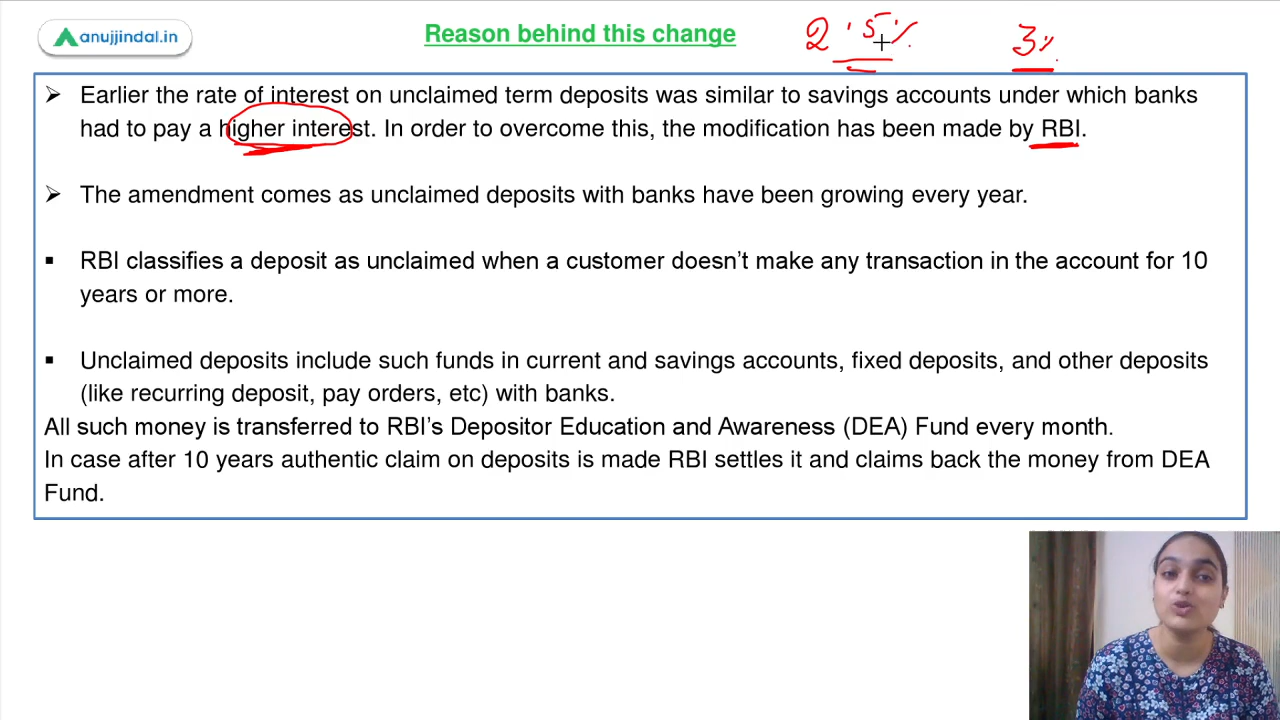 anujjindal.in
Reason behind this change
2.5%
3%
➢ Earlier the rate of interest on unclaimed term deposits was similar to savings accounts under which banks
had to pay a higher interest. In order to overcome this, the modification has been made by RBI.
➢ The amendment comes as unclaimed deposits with banks have been growing every year.
▪ RBI classifies a deposit as unclaimed when a customer doesn't make any transaction in the account for 10
years or more.
▪ Unclaimed deposits include such funds in current and savings accounts, fixed deposits, and other deposits
(like recurring deposit, pay orders, etc) with banks.
All such money is transferred to RBI's Depositor Education and Awareness (DEA) Fund every month.
In case after 10 years authentic claim on deposits is made RBI settles it and claims back the money from DEA
Fund.